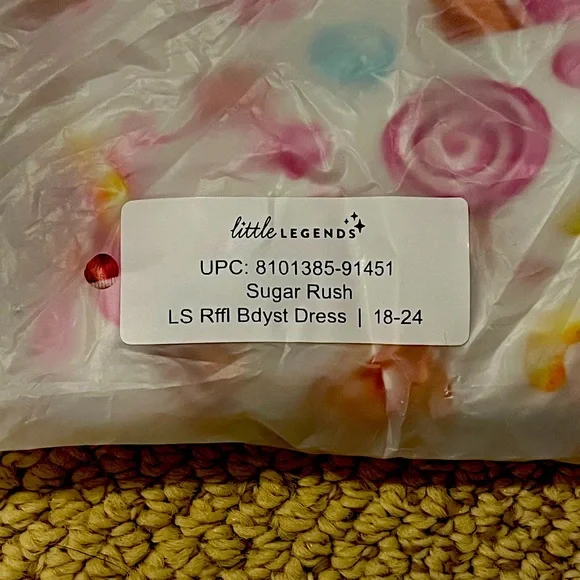 little LEGENDS
UPC: 8101385-91451
Sugar Rush
LS Rffl Bdyst Dress | 18-24